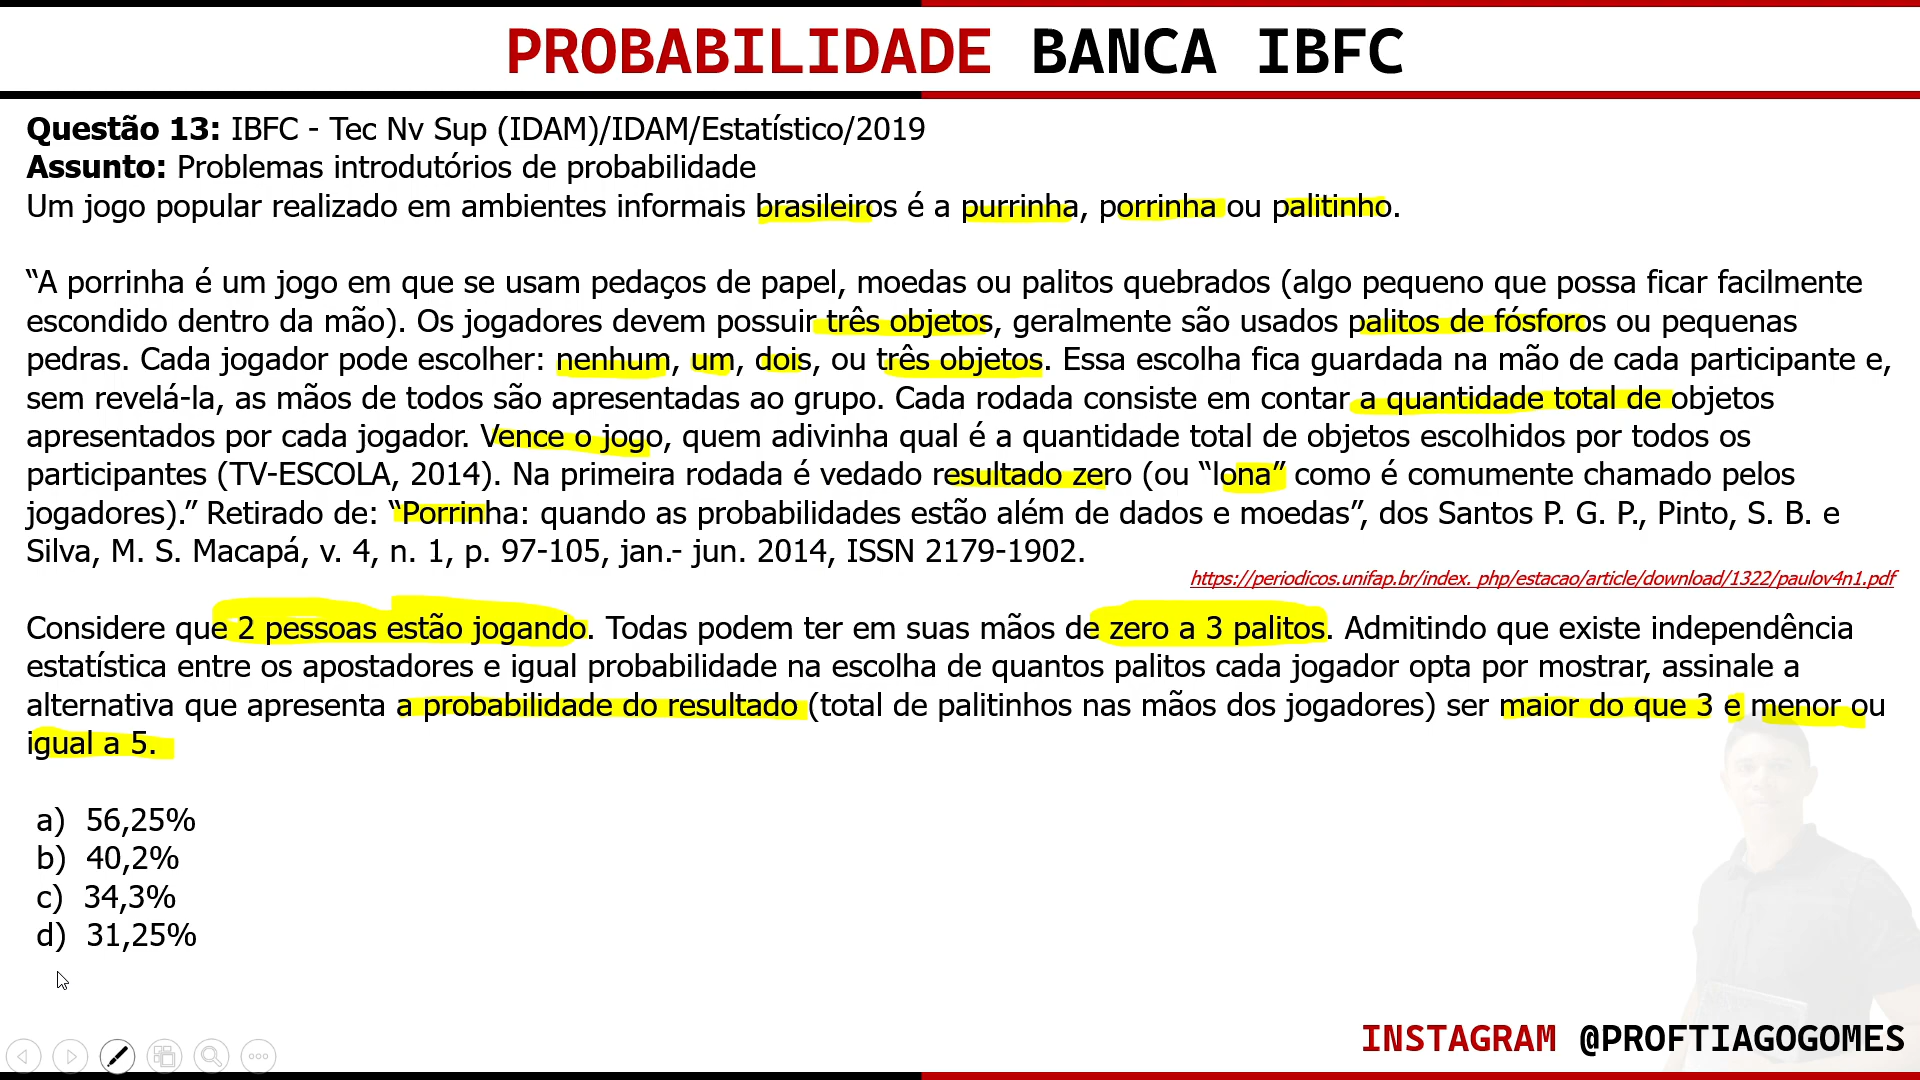 PROBABILIDADE BANCA IBFC
Questão 13: IBFC - Tec Nv Sup (IDAM)/IDAM/Estatístico/2019
Assunto: Problemas introdutórios de probabilidade
Um jogo popular realizado em ambientes informais brasileiros é a purrinha, porrinha ou palitinho.
“A porrinha é um jogo em que se usam pedaços de papel, moedas ou palitos quebrados (algo pequeno que possa ficar facilmente
escondido dentro da mão). Os jogadores devem possuir três objetos, geralmente são usados palitos de fósforos ou pequenas
pedras. Cada jogador pode escolher: nenhum, um, dois, ou três objetos. Essa escolha fica guardada na mão de cada participante e,
sem revelá-la, as mãos de todos são apresentadas ao grupo. Cada rodada consiste em contar a quantidade total de objetos
apresentados por cada jogador. Vence o jogo, quem adivinha qual é a quantidade total de objetos escolhidos por todos os
participantes (TV-ESCOLA, 2014). Na primeira rodada é vedado resultado zero (ou “lona” como é comumente chamado pelos
jogadores).” Retirado de: “Porrinha: quando as probabilidades estão além de dados e moedas”, dos Santos P. G. P., Pinto, S. B. e
Silva, M. S. Macapá, v. 4, n. 1, p. 97-105, jan.- jun. 2014, ISSN 2179-1902.
https://periodicos.unifap.br/index. php/estacao/article/download/1322/paulov4n1.pdf
Considere que 2 pessoas estão jogando. Todas podem ter em suas mãos de zero a 3 palitos. Admitindo que existe independência
estatística entre os apostadores e igual probabilidade na escolha de quantos palitos cada jogador opta por mostrar, assinale a
alternativa que apresenta a probabilidade do resultado (total de palitinhos nas mãos dos jogadores) ser maior do que 3 e menor ou
igual a 5.
a) 56,25%
b) 40,2%
c) 34,3%
d) 31,25%
INSTAGRAM @PROFTIAGOGOMES